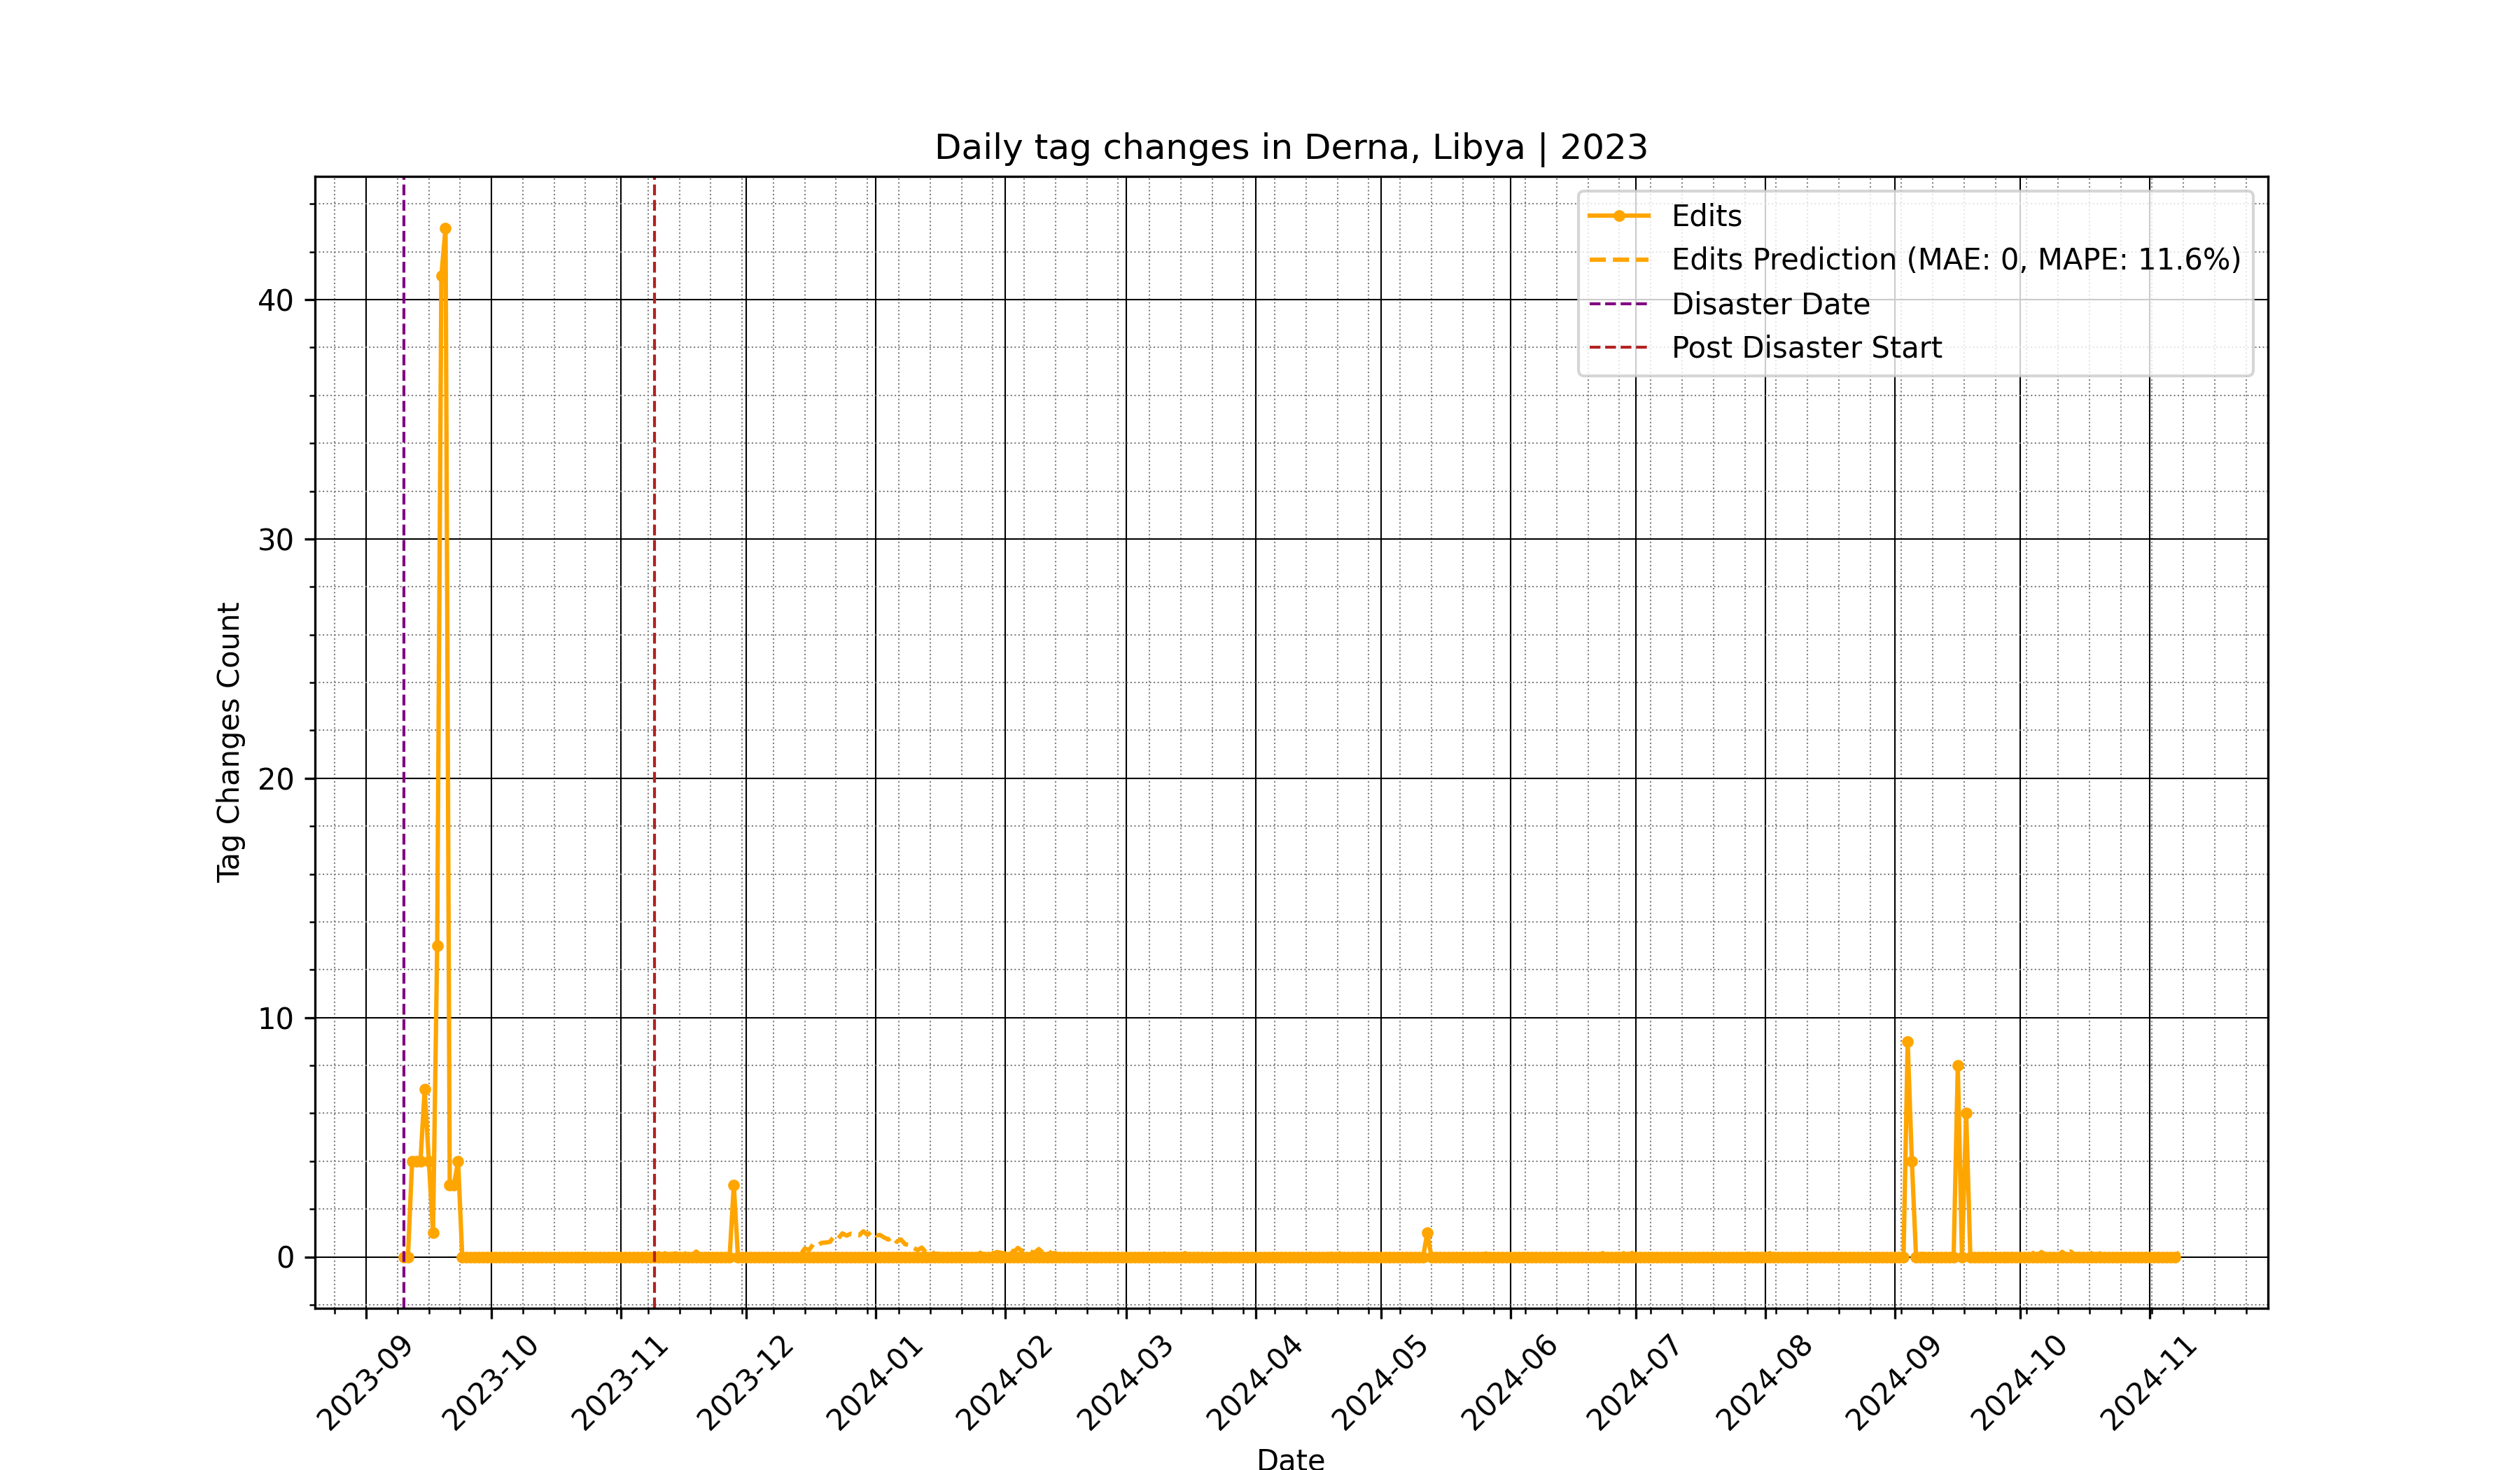 Daily tag changes in Derna, Libya | 2023
Edits
Edits Prediction (MAE: 0, MAPE: 11.6%)
Disaster Date
Post Disaster Start
Tag Changes Count
40
30
20
10
0
2023-09
2023-10
2023-11
2023-12
2024-01
2024-02
2024-03
2024-04
2024-05
2024-06
2024-07
2024-08
2024-09
2024-10
2024-11
Date